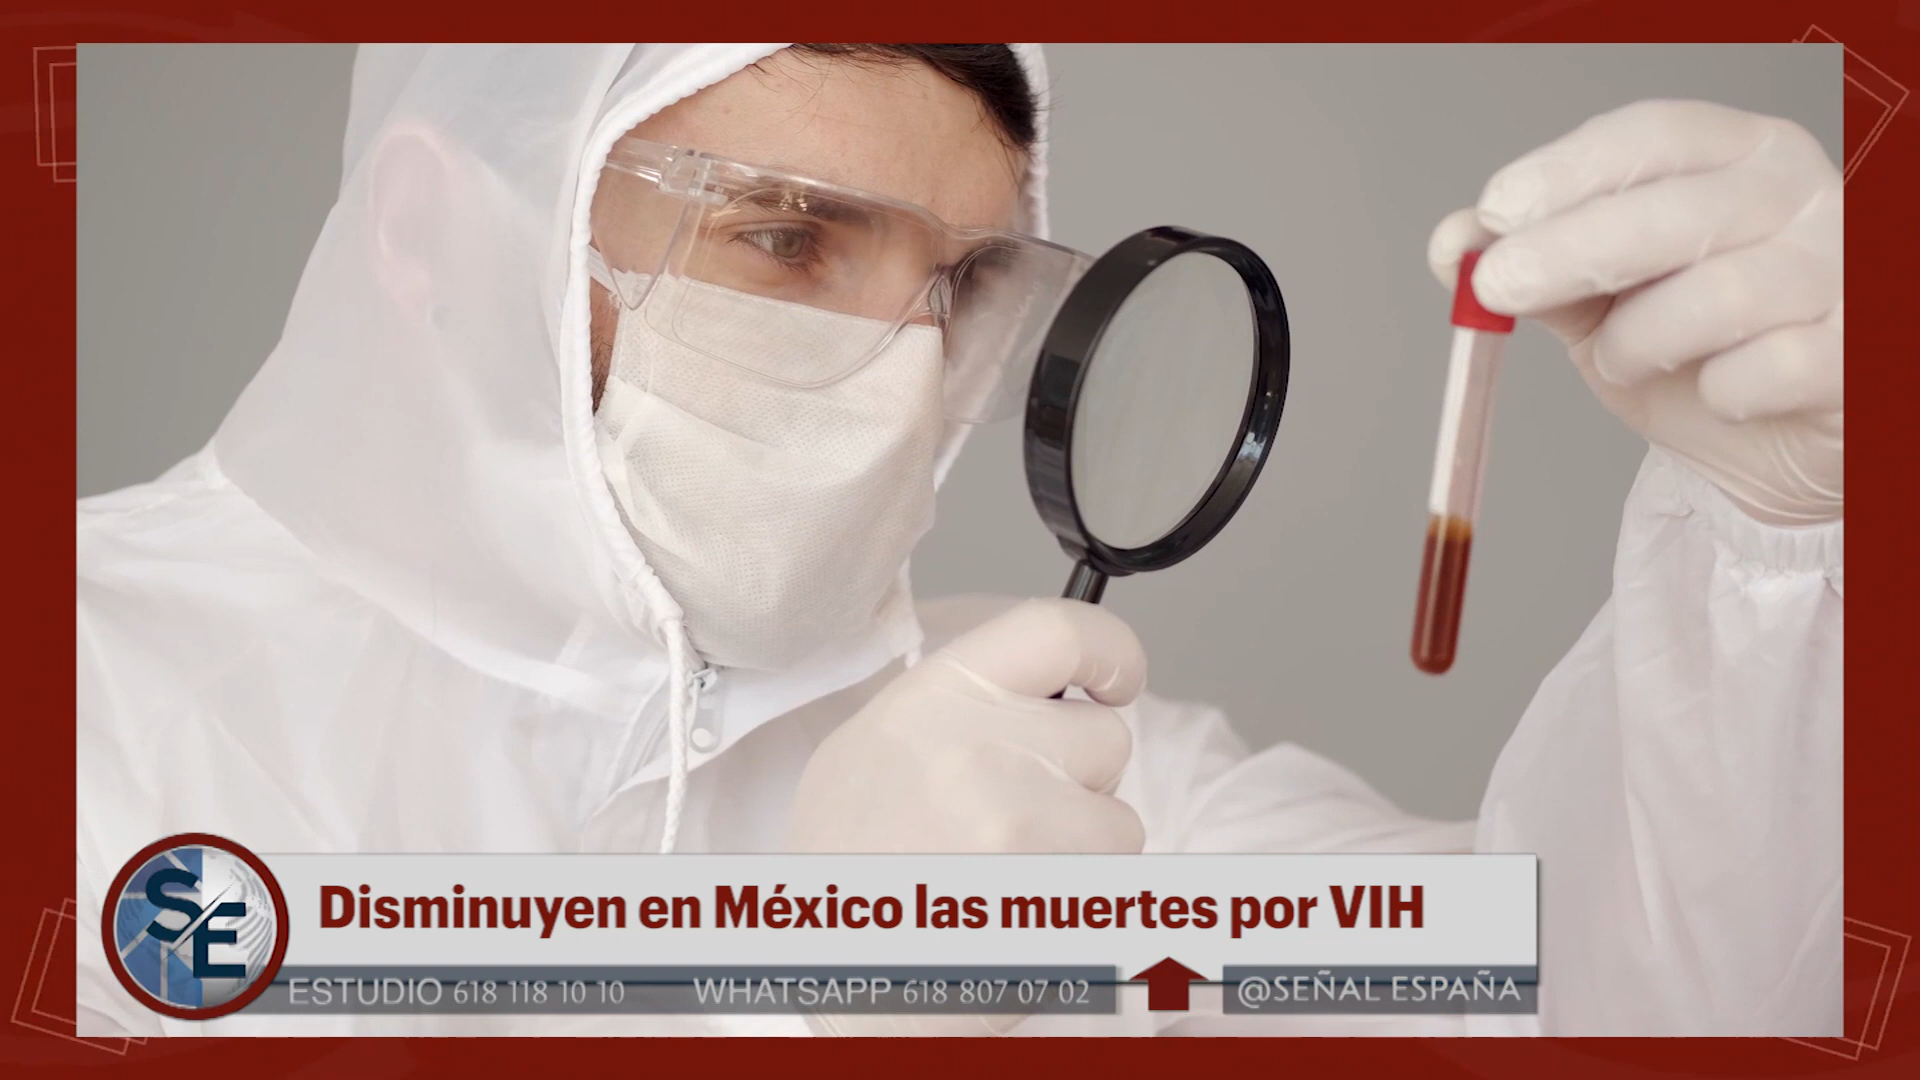 Disminuyen en México las muertes por VIH
SE
ESTUDIO 618 118 10 10 WHATSAPP 618 807 07 02 @SEÑAL ESPAÑA